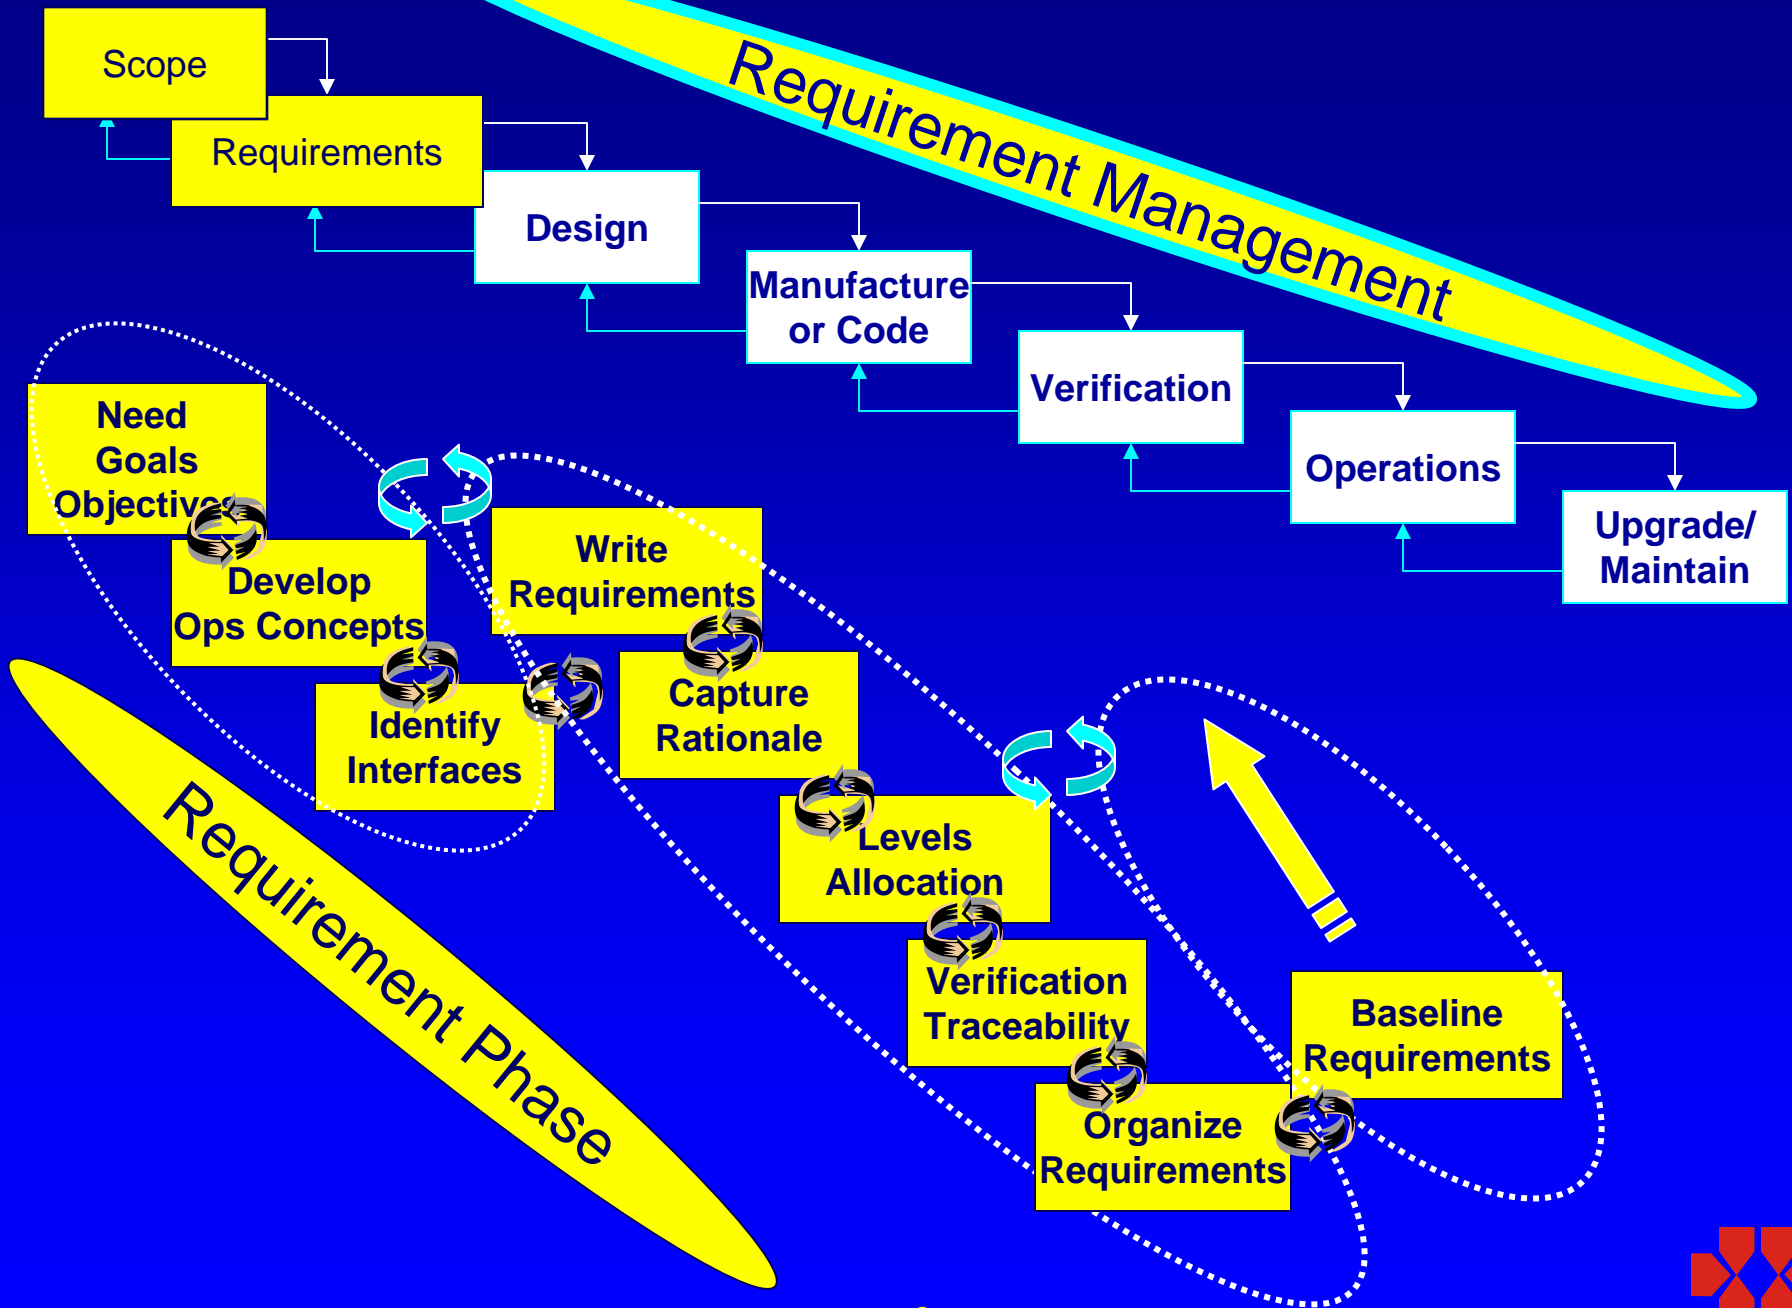 Scope
Requirements
Design
Manufacture
or Code
Verification
Operations
Upgrade/
Maintain
Requirement Management
Need
Goals
Objectives
Develop
Ops Concepts
Identify
Interfaces
Write
Requirements
Capture
Rationale
Levels
Allocation
Verification
Traceability
Organize
Requirements
Baseline
Requirements
Requirement Phase